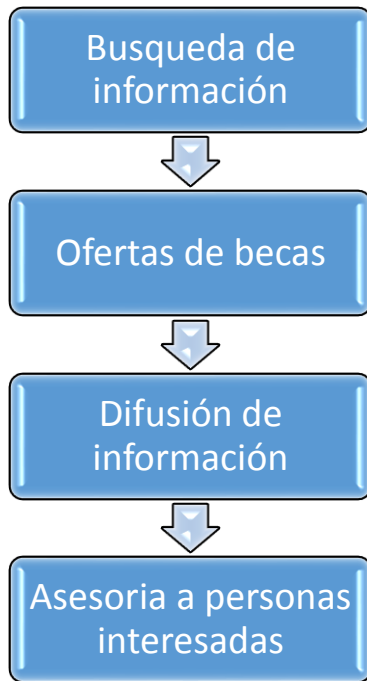 Busqueda de
información
Ofertas de becas
Difusión de
información
Asesoria a personas
interesadas